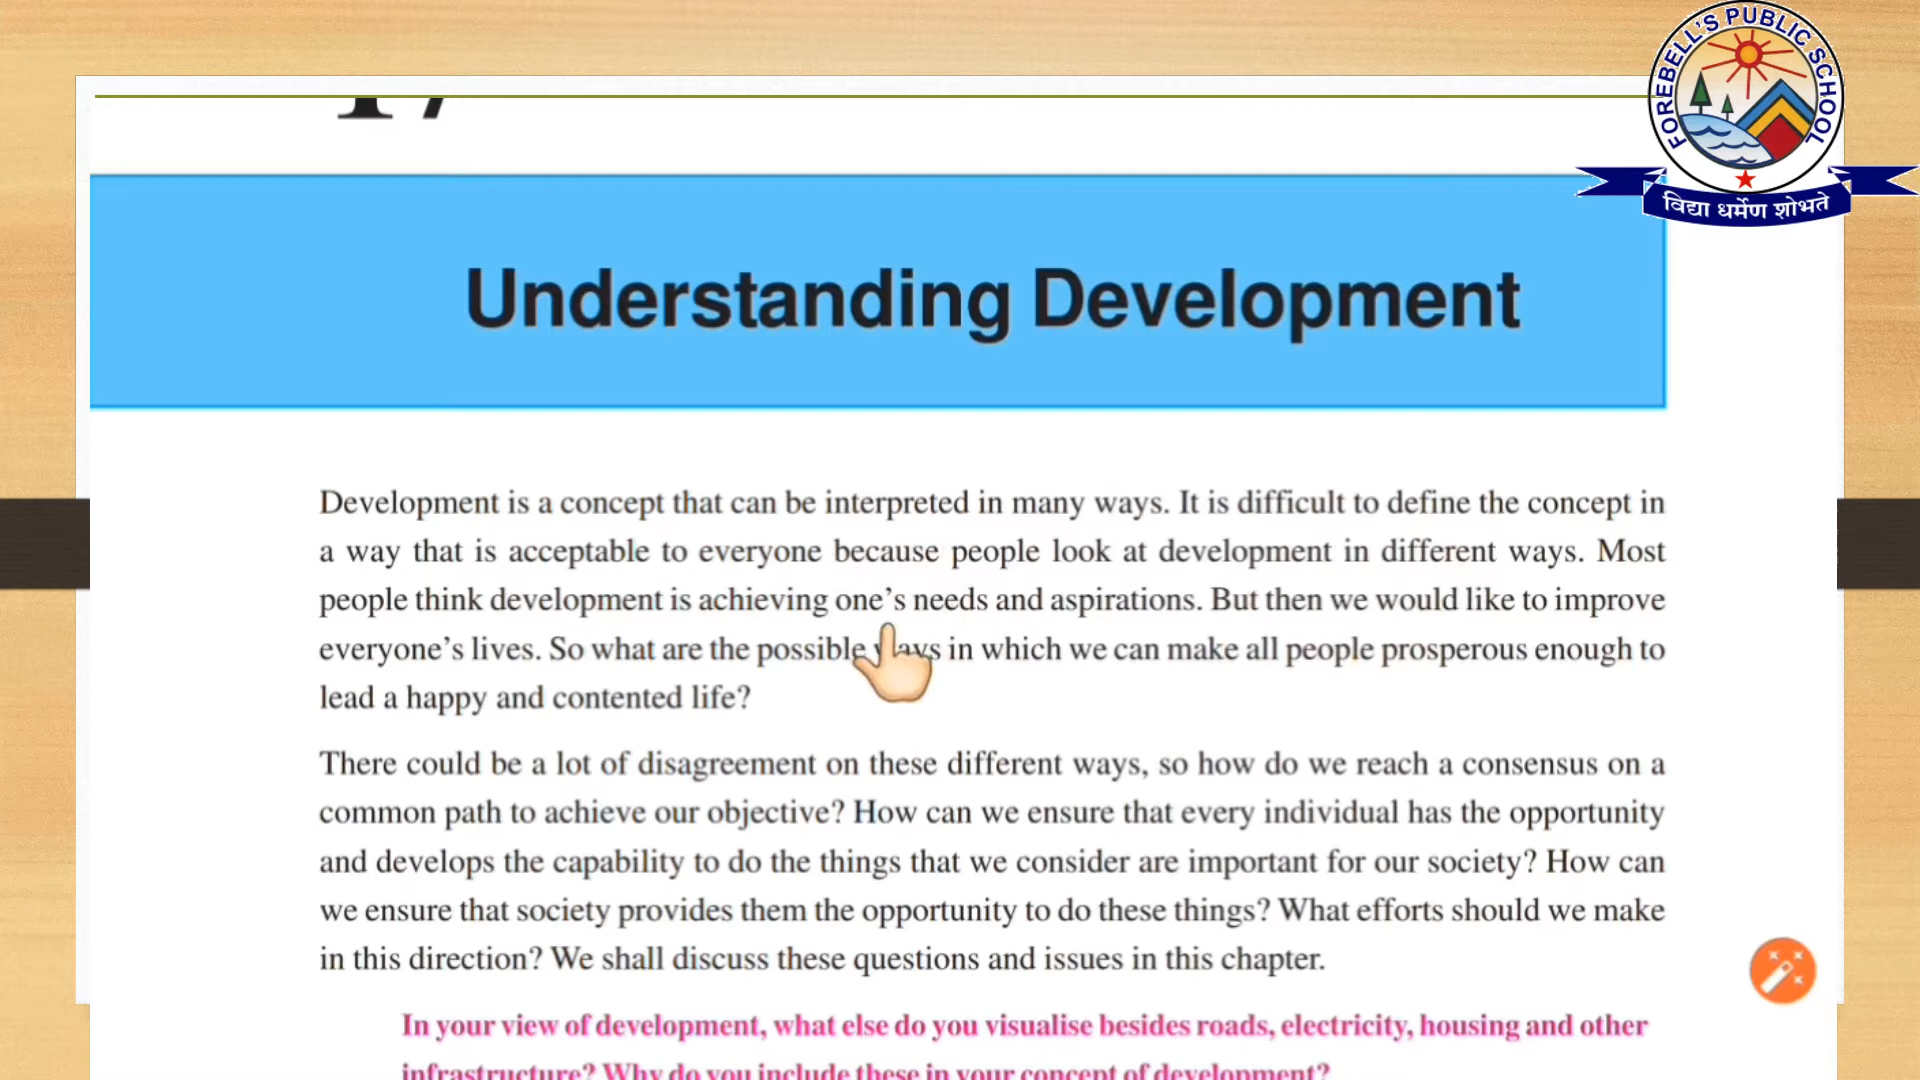 FOREBELL'S PUBLIC SCHOOL
विद्या धर्मेण शोभते
Understanding Development
Development is a concept that can be interpreted in many ways. It is difficult to define the concept in
a way that is acceptable to everyone because people look at development in different ways. Most
people think development is achieving one's needs and aspirations. But then we would like to improve
everyone's lives. So what are the possible ways in which we can make all people prosperous enough to
lead a happy and contented life?
There could be a lot of disagreement on these different ways, so how do we reach a consensus on a
common path to achieve our objective? How can we ensure that every individual has the opportunity
and develops the capability to do the things that we consider are important for our society? How can
we ensure that society provides them the opportunity to do these things? What efforts should we make
in this direction? We shall discuss these questions and issues in this chapter.
In your view of development, what else do you visualise besides roads, electricity, housing and other
infrastructure? Why do you include these in your concept of development?